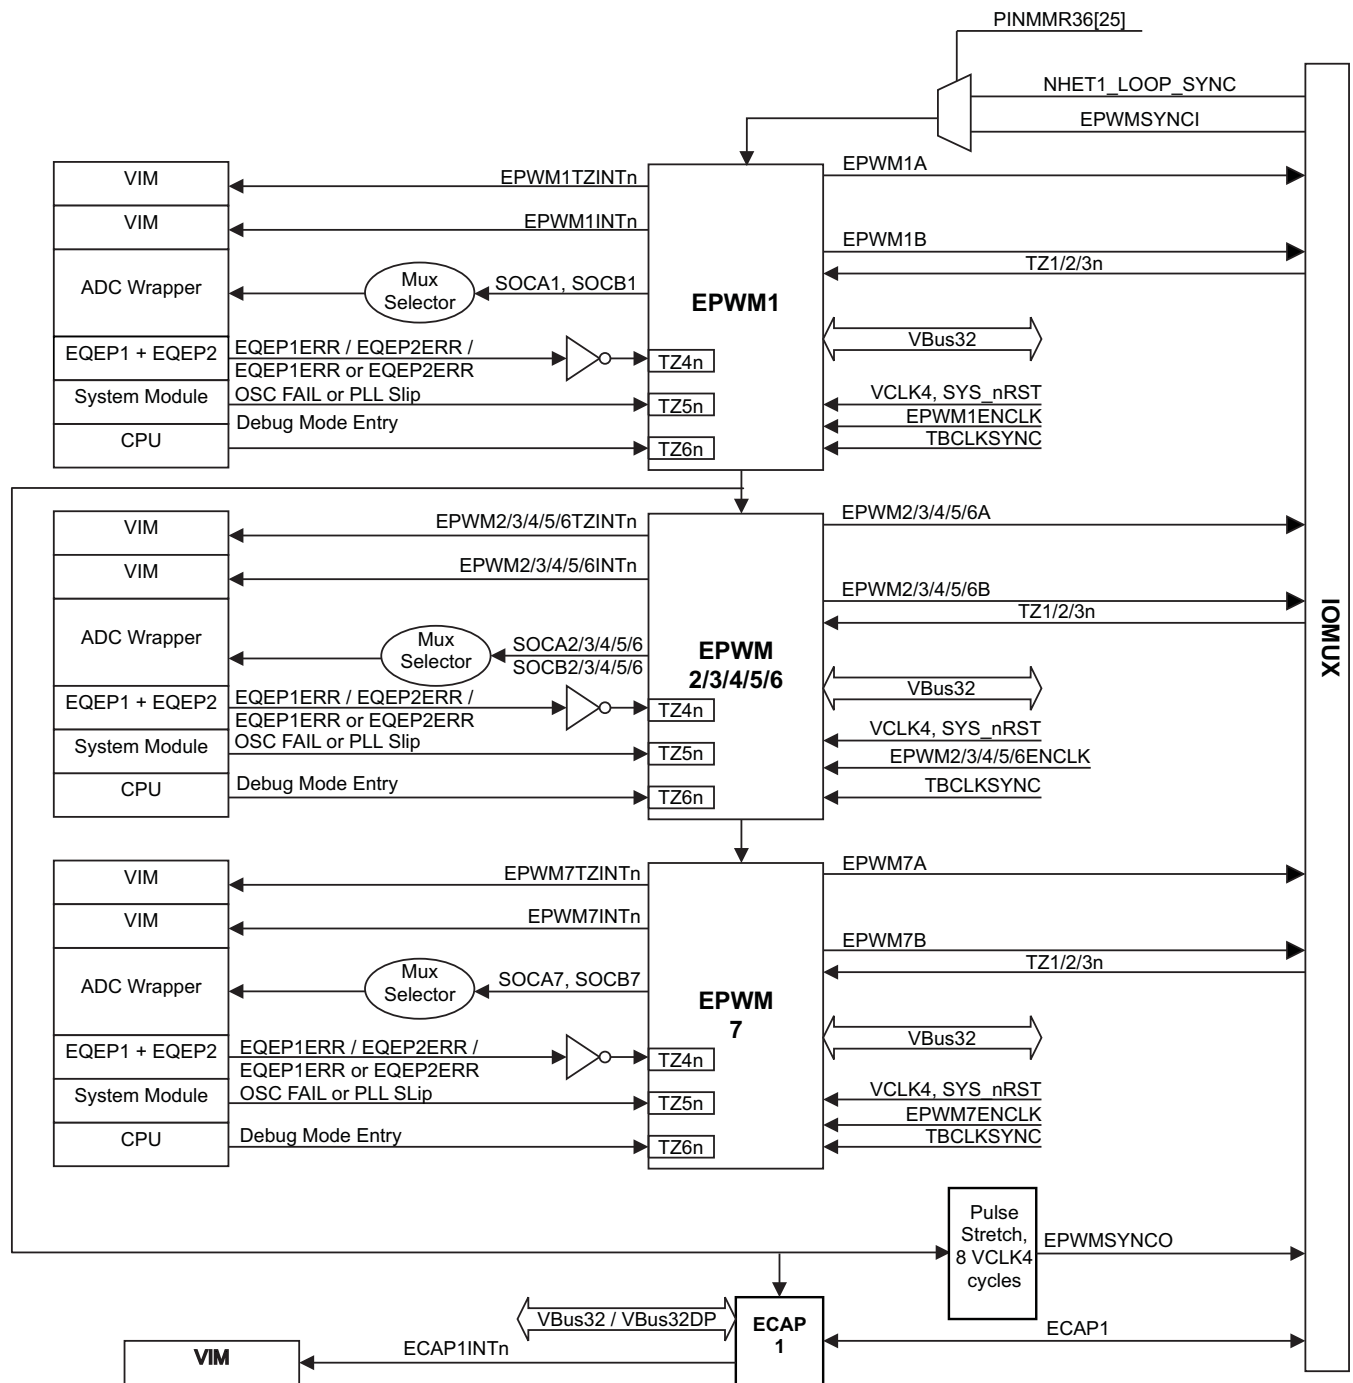 PINMMR36[25]
NHET1_LOOP_SYNC
EPWMSYNCI
VIM
EPWM1TZINTn
EPWM1A
VIM
EPWM1INTn
EPWM1B
TZ1/2/3n
ADC Wrapper
Mux
Selector
SOCA1, SOCB1
EPWM1
VBus32
EQEP1 + EQEP2
EQEP1ERR / EQEP2ERR /
EQEP1ERR or EQEP2ERR
TZ4n
System Module
OSC FAIL or PLL Slip
TZ5n
VCLK4, SYS_nRST
EPWM1ENCLK
TBCLKSYNC
CPU
Debug Mode Entry
TZ6n
VIM
EPWM2/3/4/5/6TZINTn
EPWM2/3/4/5/6A
VIM
EPWM2/3/4/5/6INTn
EPWM2/3/4/5/6B
TZ1/2/3n
IOMUX
ADC Wrapper
Mux
Selector
SOCA2/3/4/5/6
SOCB2/3/4/5/6
EPWM
2/3/4/5/6
VBus32
EQEP1 + EQEP2
EQEP1ERR / EQEP2ERR /
EQEP1ERR or EQEP2ERR
TZ4n
System Module
OSC FAIL or PLL Slip
TZ5n
VCLK4, SYS_nRST
EPWM2/3/4/5/6ENCLK
TBCLKSYNC
CPU
Debug Mode Entry
TZ6n
VIM
EPWM7TZINTn
EPWM7A
VIM
EPWM7INTn
EPWM7B
TZ1/2/3n
ADC Wrapper
Mux
Selector
SOCA7, SOCB7
EPWM
7
VBus32
EQEP1 + EQEP2
EQEP1ERR / EQEP2ERR /
EQEP1ERR or EQEP2ERR
TZ4n
System Module
OSC FAIL or PLL SLip
TZ5n
VCLK4, SYS_nRST
EPWM7ENCLK
TBCLKSYNC
CPU
Debug Mode Entry
TZ6n
Pulse
Stretch,
8 VCLK4
cycles
EPWMSYNCO
VBus32 / VBus32DP
ECAP
1
ECAP1
VIM
ECAP1INTn